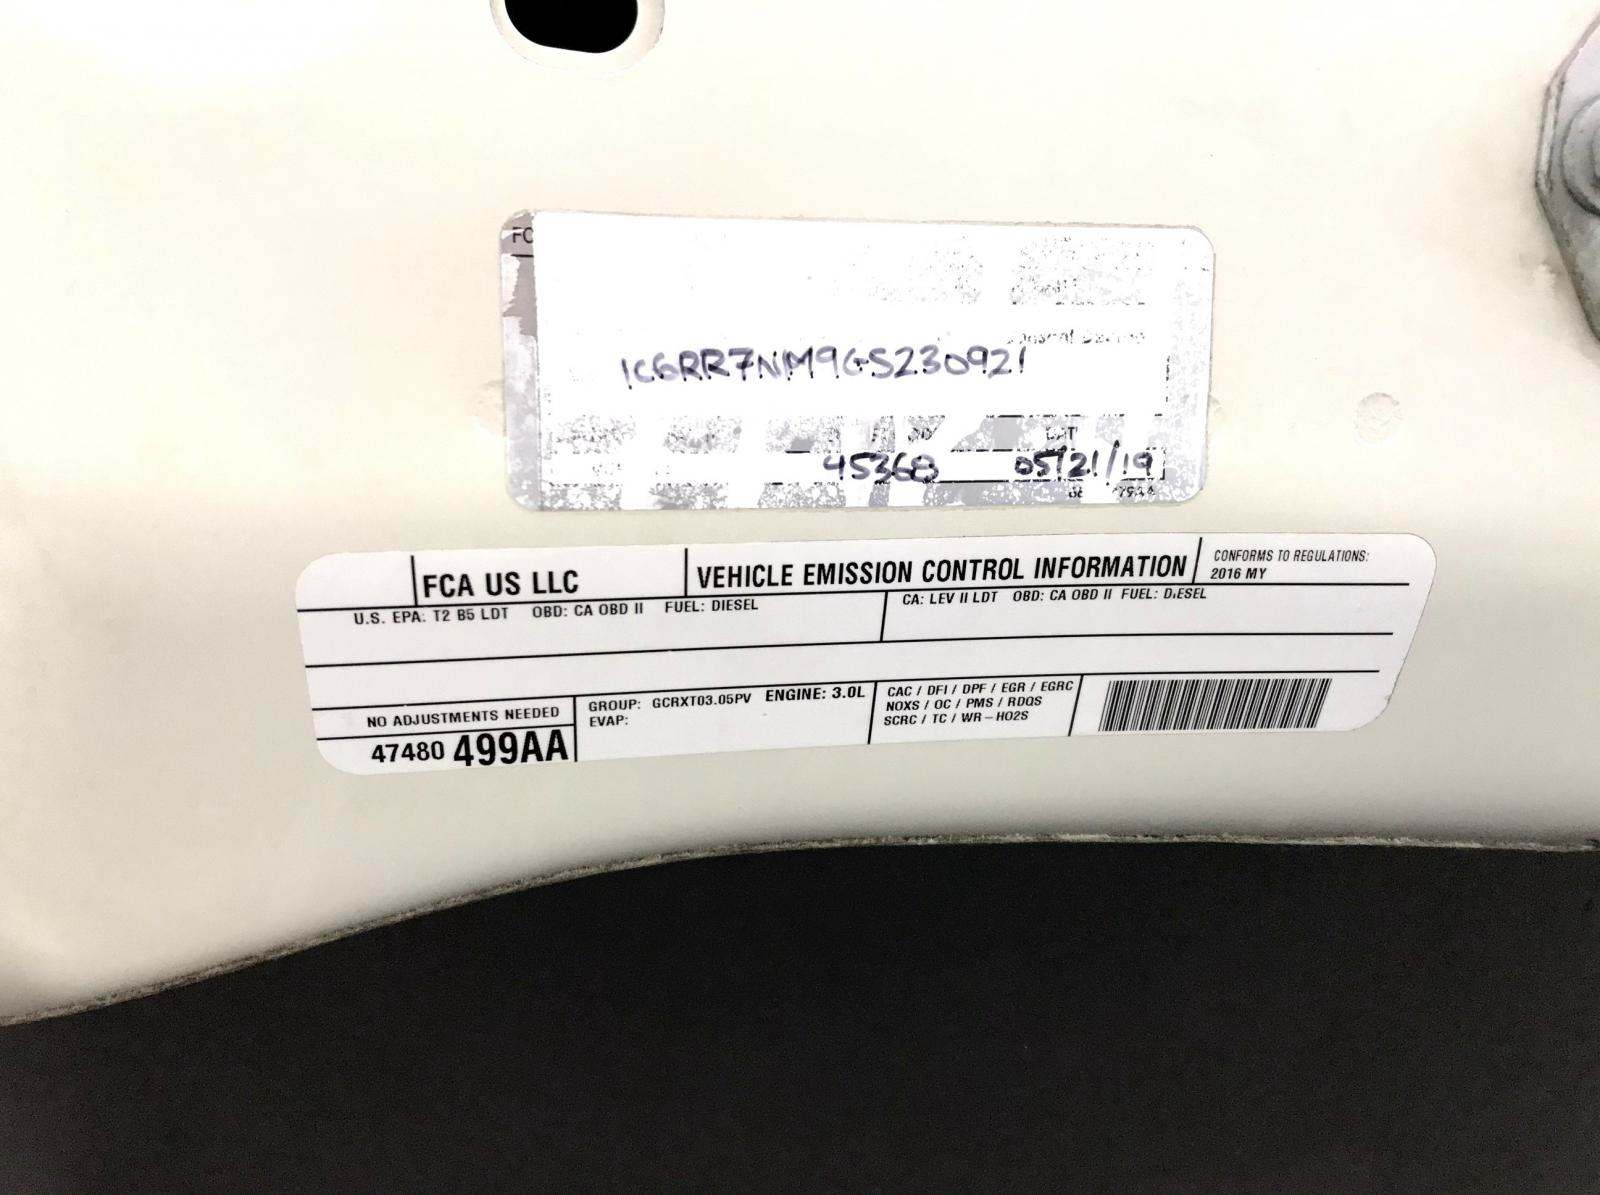 FC
1C6RR7NM9GS230921
45368 05/21/19
FCA US LLC
VEHICLE EMISSION CONTROL INFORMATION
CONFORMS TO REGULATIONS:
2016 MY
U.S. EPA: T2 B5 LDT OBD: CA OBD II FUEL: DIESEL
CA: LEV II LDT OBD: CA OBD II FUEL: DIESEL
NO ADJUSTMENTS NEEDED
47480 499AA
GROUP: GCRXT03.05PV ENGINE: 3.0L
EVAP:
CAC / DFI / DPF / EGR / EGRC
NOXS / OC / PMS / RDQS
SCRC / TC / WR-HO2S